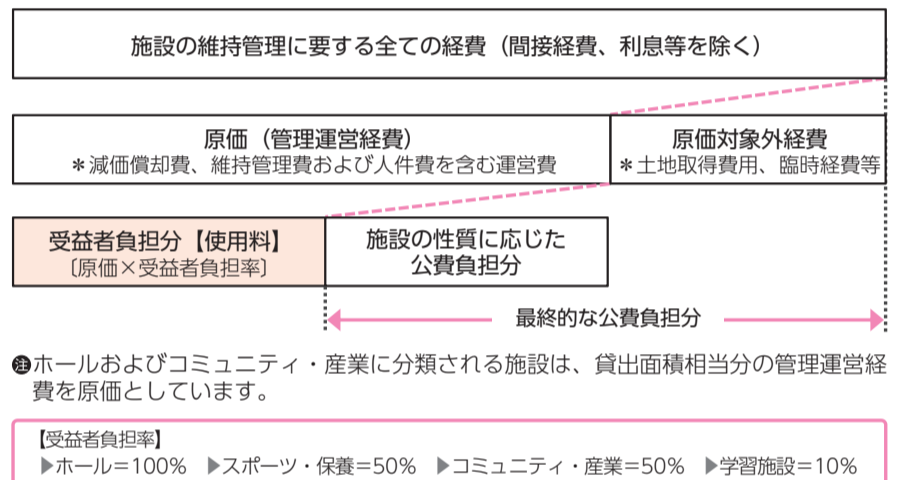 施設の維持管理に要する全ての経費（間接経費、利息等を除く）
原価（管理運営経費）
＊減価償却費、維持管理費および人件費を含む運営費
原価対象外経費
＊土地取得費用、臨時経費等
受益者負担分【使用料】
〔原価×受益者負担率〕
施設の性質に応じた
公費負担分
最終的な公費負担分
注ホールおよびコミュニティ・産業に分類される施設は、貸出面積相当分の管理運営経
費を原価としています。
【受益者負担率】
▶ホール＝100％ ▶スポーツ・保養＝50％ ▶コミュニティ・産業＝50％ ▶学習施設＝10％